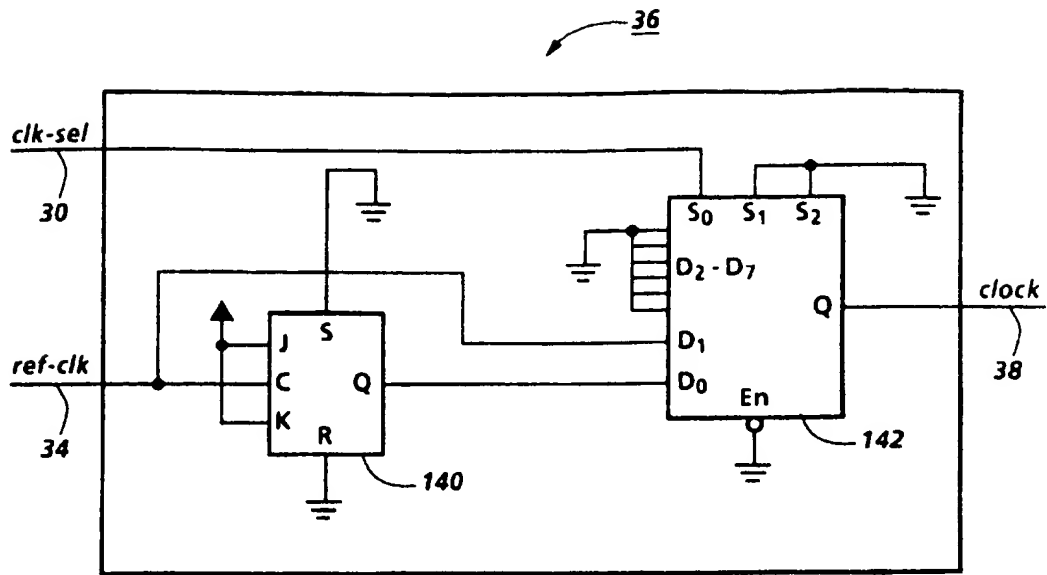 36
clk-sel
30
S₀ S₁ S₂
D₂ - D₇
S
J
D₁
Q
clock
38
ref-clk
34
C
Q
D₀
K
En
R
140
142